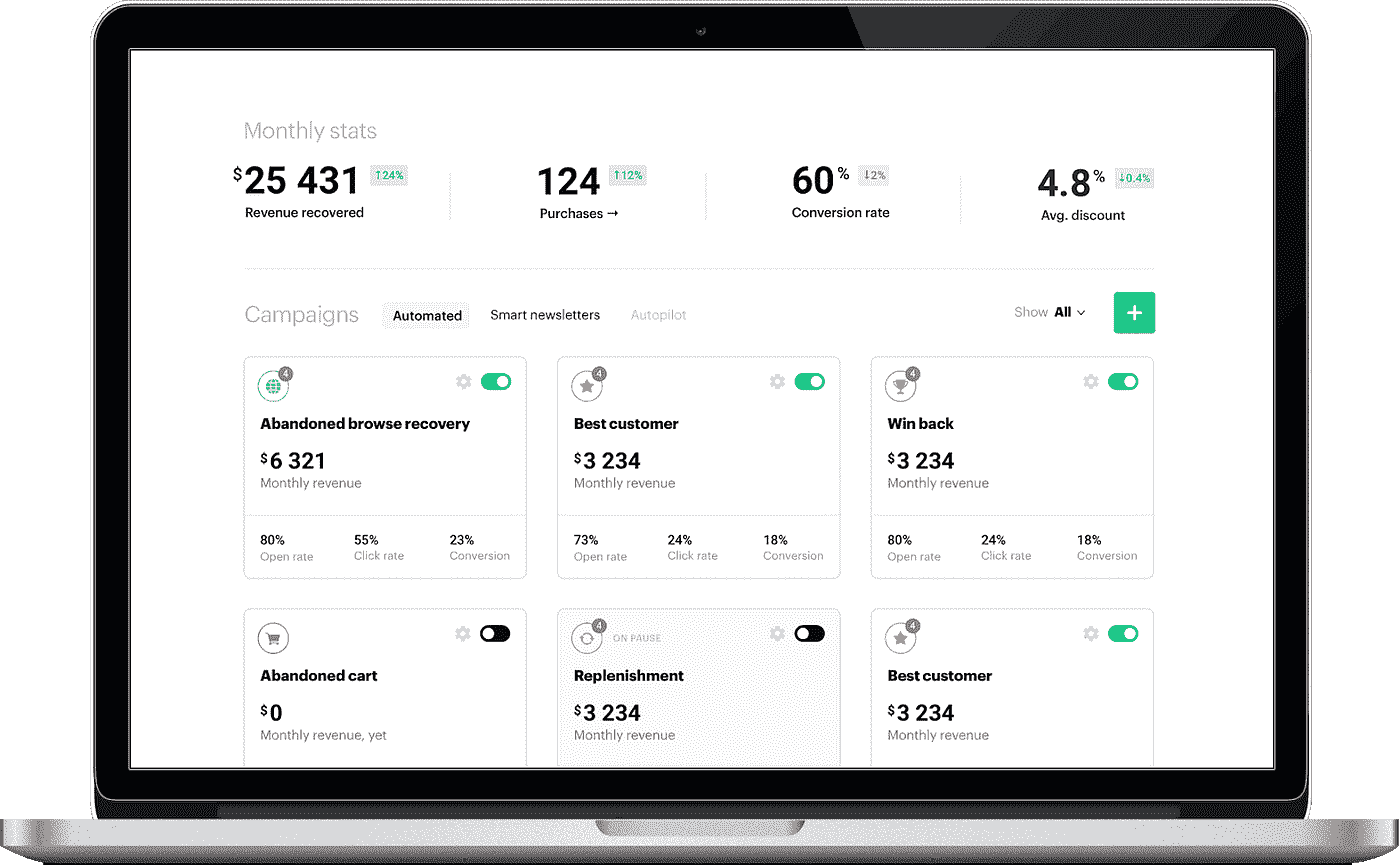 Monthly stats
$25 431 ↑24%
Revenue recovered
124 ↑12%
Purchases →
60% ↓2%
Conversion rate
4.8% ↓0.4%
Avg. discount
Campaigns Automated Smart newsletters Autopilot Show All +
4
Abandoned browse recovery
$6 321
Monthly revenue
80% 55% 23%
Open rate Click rate Conversion
4
Best customer
$3 234
Monthly revenue
73% 24% 18%
Open rate Click rate Conversion
4
Win back
$3 234
Monthly revenue
80% 24% 18%
Open rate Click rate Conversion
Abandoned cart
$0
Monthly revenue, yet
4
ON PAUSE
Replenishment
$3 234
Monthly revenue
4
Best customer
$3 234
Monthly revenue